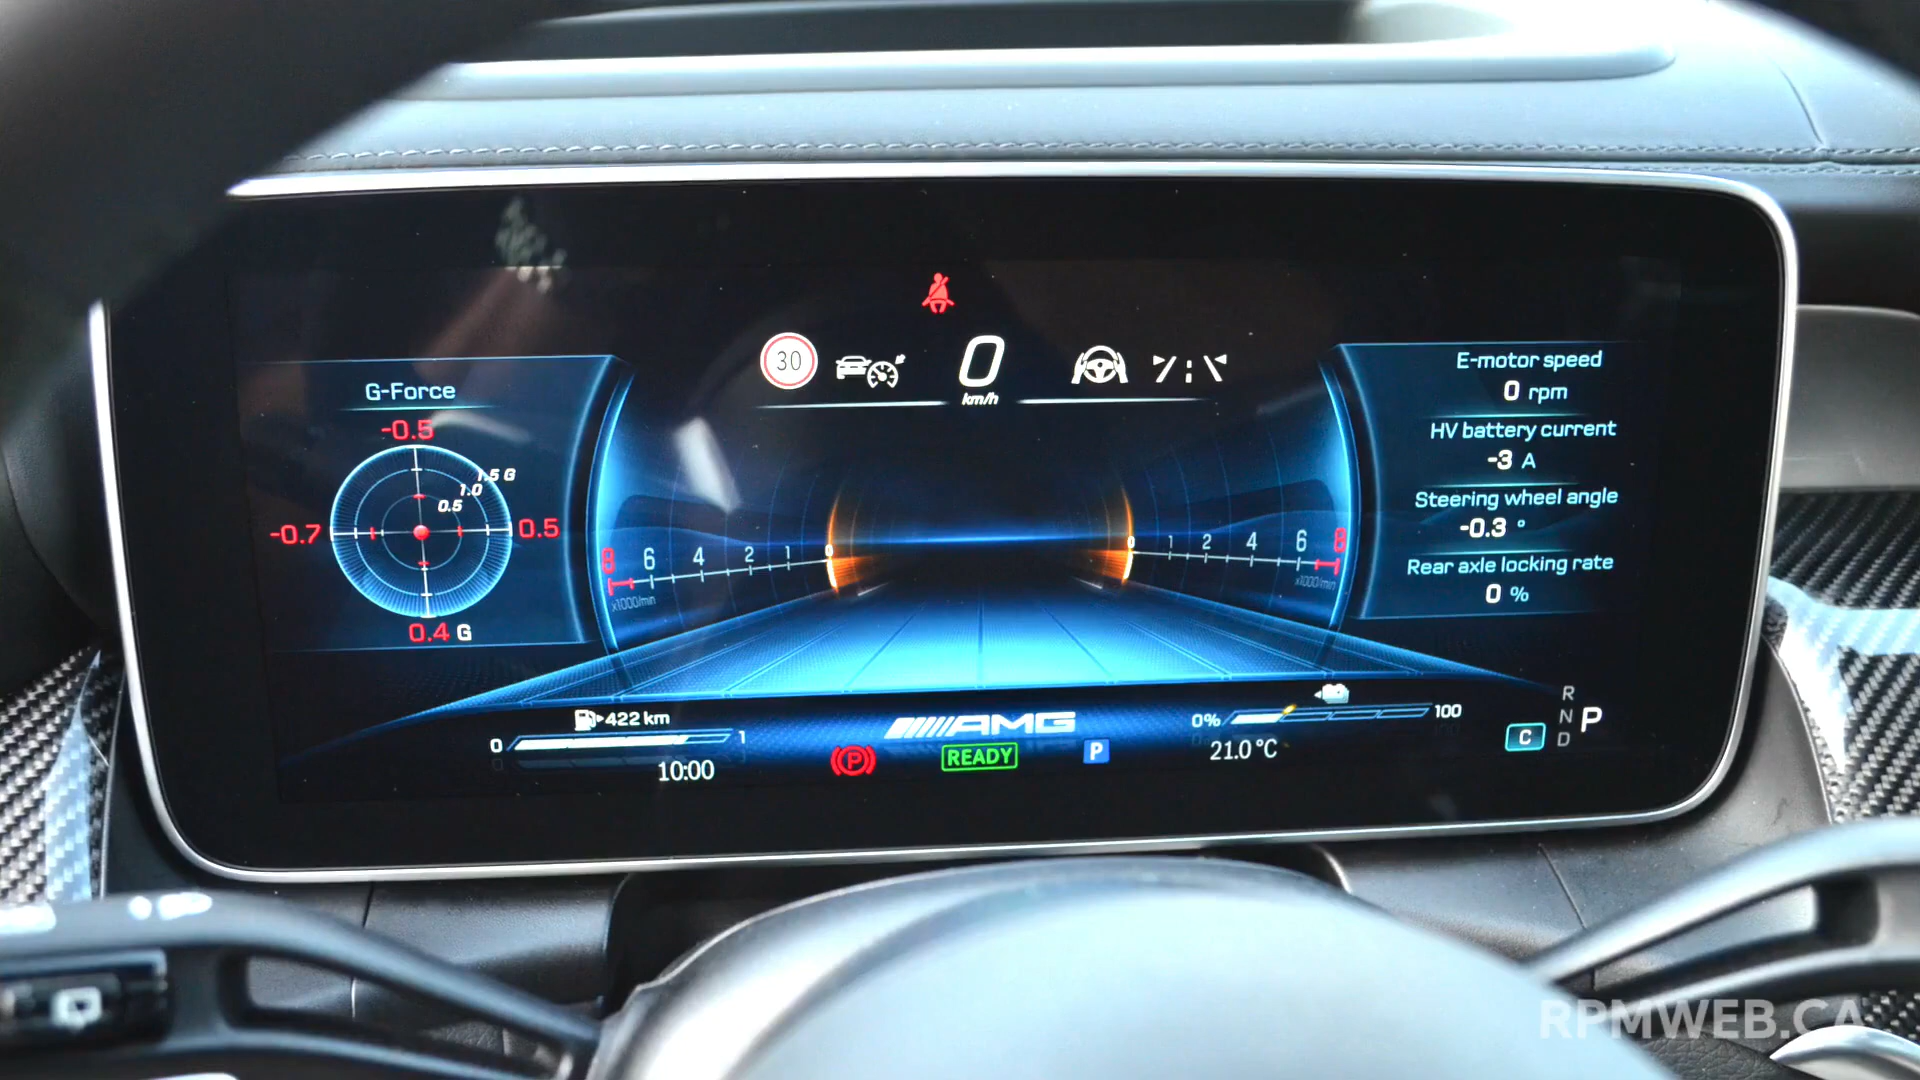 30
0
km/h
G-Force
-0.5
1.5 G
1.0
0.5
-0.7
0.5
0.4 G
8 6 4 2 1 0
x1000/min
0 1 2 4 6 8
x1000/min
E-motor speed
0 rpm
HV battery current
-3 A
Steering wheel angle
-0.3 °
Rear axle locking rate
0 %
422 km
0 1
10:00
AMG
P
READY
P
0% 100
21.0 °C
C
R
N
D
P
RPMWEB.CA